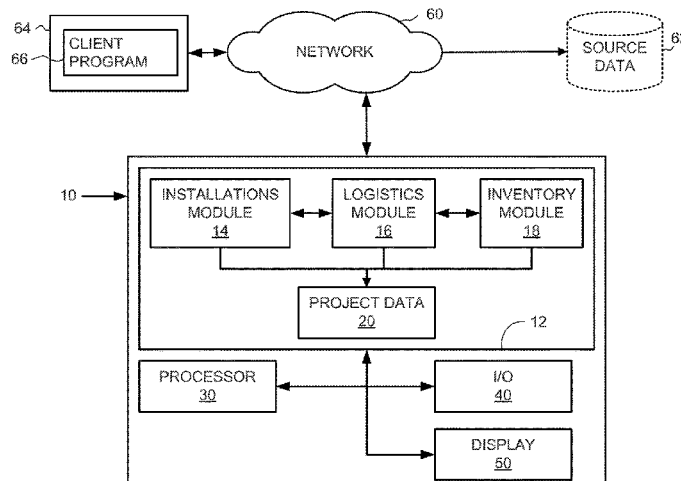 64
CLIENT
66
PROGRAM
60
NETWORK
SOURCE
DATA
10
INSTALLATIONS
MODULE
14
LOGISTICS
MODULE
16
INVENTORY
MODULE
18
PROJECT DATA
20
12
PROCESSOR
30
I/O
40
DISPLAY
50